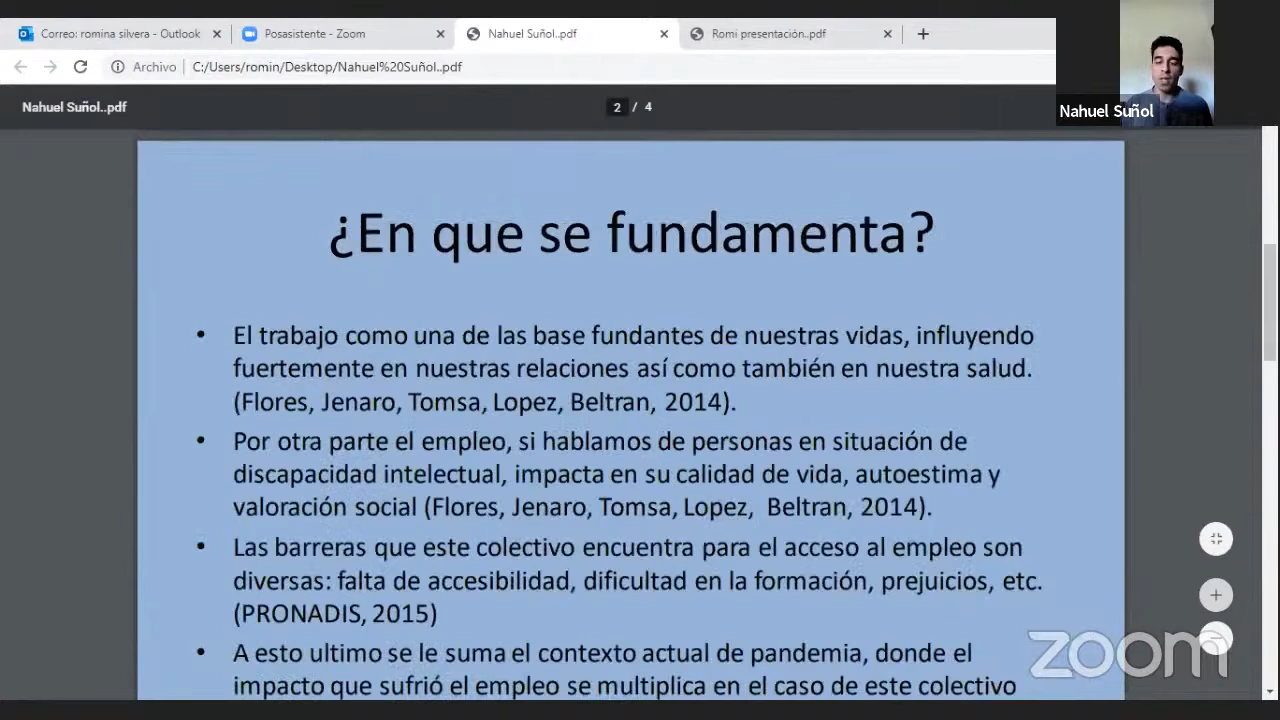 Correo: romina silvera - Outlook
Posasistente - Zoom
Nahuel Suñol..pdf
Romi presentación..pdf
Archivo
C:/Users/romin/Desktop/Nahuel%20Suñol..pdf
Nahuel Suñol..pdf
2 / 4
Nahuel Suñol
¿En que se fundamenta?
• El trabajo como una de las base fundantes de nuestras vidas, influyendo
fuertemente en nuestras relaciones así como también en nuestra salud.
(Flores, Jenaro, Tomsa, Lopez, Beltran, 2014).
• Por otra parte el empleo, si hablamos de personas en situación de
discapacidad intelectual, impacta en su calidad de vida, autoestima y
valoración social (Flores, Jenaro, Tomsa, Lopez, Beltran, 2014).
• Las barreras que este colectivo encuentra para el acceso al empleo son
diversas: falta de accesibilidad, dificultad en la formación, prejuicios, etc.
(PRONADIS, 2015)
• A esto ultimo se le suma el contexto actual de pandemia, donde el
impacto que sufrió el empleo se multiplica en el caso de este colectivo
zoom